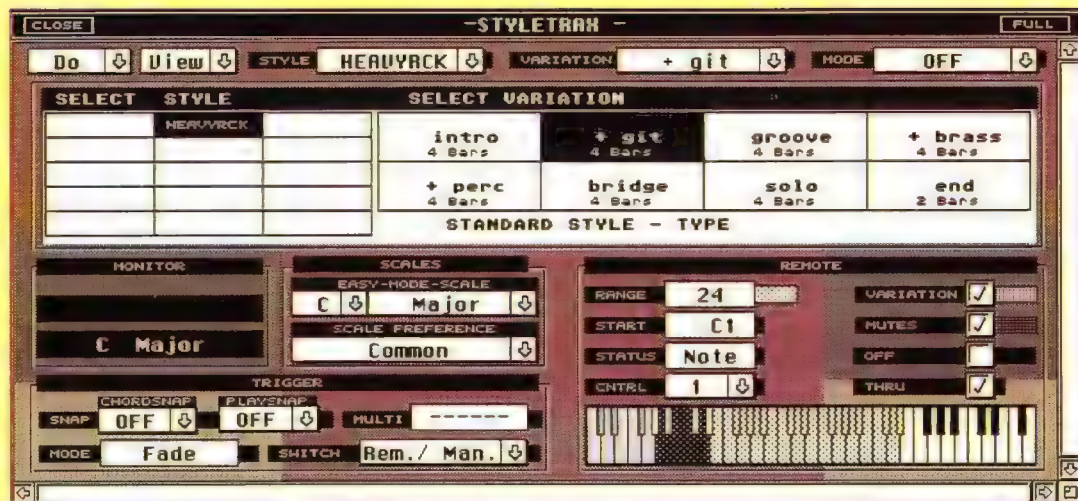 CLOSE
-STYLETRAX -
FULL
Do
View
STYLE
HEAVYRCK
VARIATION
+ git
MODE
OFF
SELECT STYLE
SELECT VARIATION
HEAVYRCK
intro
4 Bars
+ git
4 Bars
groove
4 Bars
+ brass
4 Bars
+ perc
4 Bars
bridge
4 Bars
solo
4 Bars
end
2 Bars
STANDARD STYLE - TYPE
MONITOR
C Major
SCALES
EASY-MODE-SCALE
C
Major
SCALE PREFERENCE
Common
TRIGGER
CHORDSNAP
PLAYSNAP
SNAP
OFF
OFF
MULTI
------
MODE
Fade
SWITCH
Rem./ Man.
REMOTE
RANGE
24
VARIATION
START
C1
MUTES
STATUS
Note
OFF
CNTRL
1
THRU